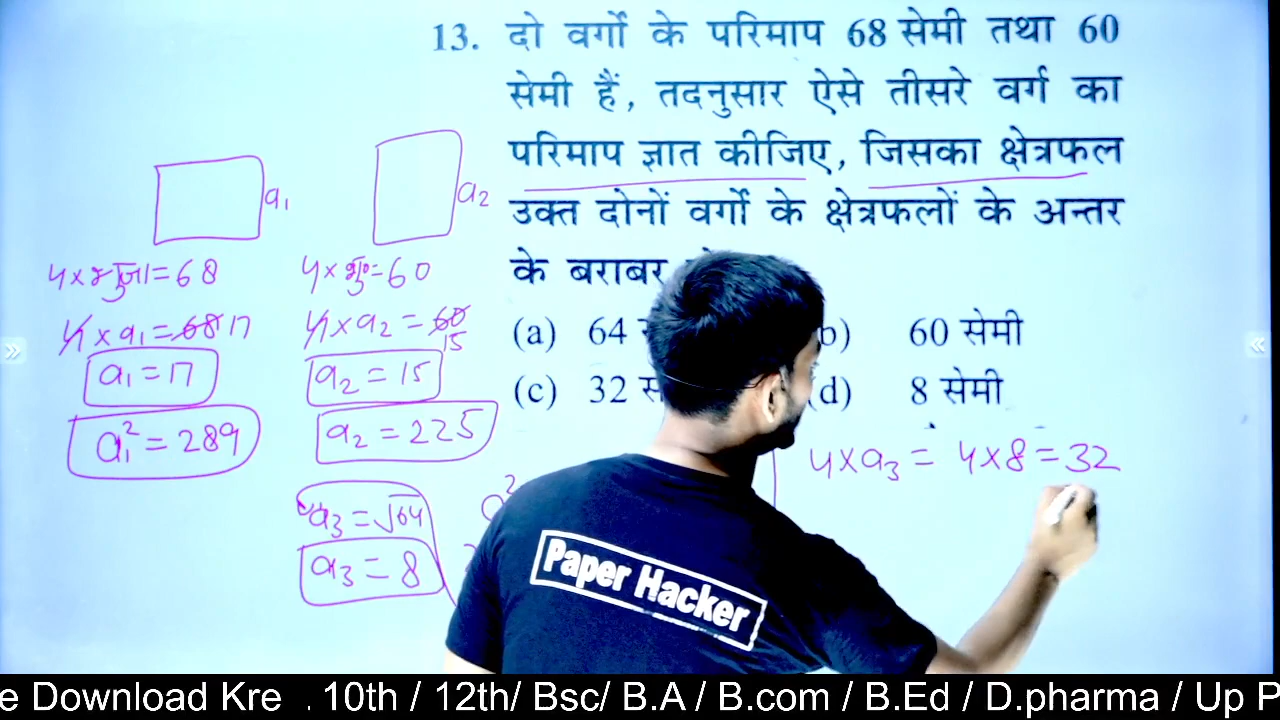 13. दो वर्गों के परिमाप 68 सेमी तथा 60
सेमी हैं, तदनुसार ऐसे तीसरे वर्ग का
परिमाप ज्ञात कीजिए, जिसका क्षेत्रफल
उक्त दोनों वर्गों के क्षेत्रफलों के अन्तर
के बराबर
(a) 64
b) 60 सेमी
(c) 32
(d) 8 सेमी
a₁
a₂
4 × भुजा = 68
4 × भु० = 60
4 × a₁ = 68 17
4 × a₂ = 60
15
a₁ = 17
a₂ = 15
a₁² = 289
a₂ = 225
a₃ = √64
a₃ = 8
4 × a₃ = 4 × 8 = 32
Paper Hacker
e Download Kre . 10th / 12th/ Bsc/ B.A / B.com / B.Ed / D.pharma / Up P